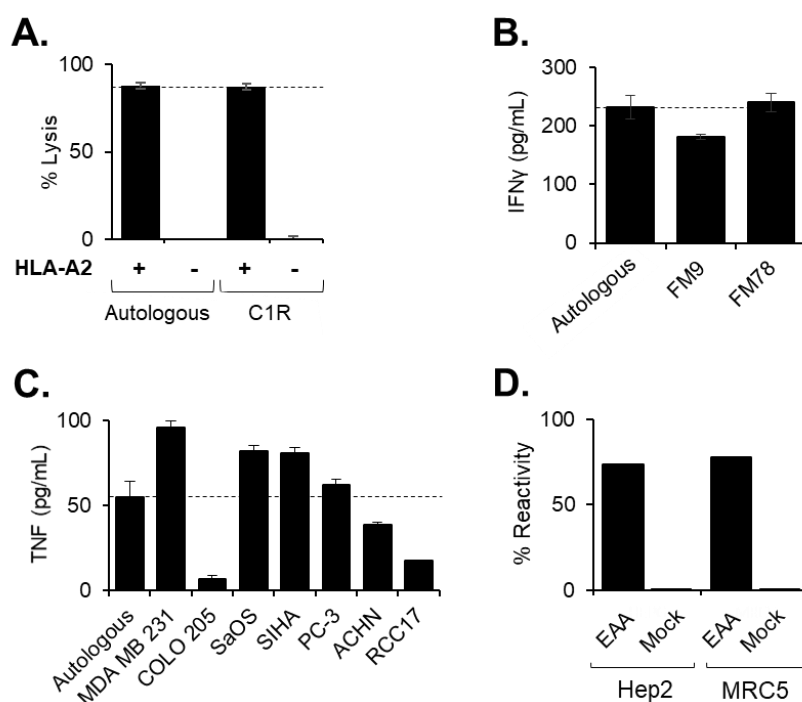 A.
100
0
% Lysis
HLA-A2 + - + -
Autologous C1R
B.
300
200
100
0
IFNγ (pg/mL)
Autologous
FM9
FM78
C.
100
50
0
TNF (pg/mL)
Autologous
MDA MB 231
COLO 205
SaOS
SIHA
PC-3
ACHN
RCC17
D.
100
50
0
% Reactivity
EAA
Mock
EAA
Mock
Hep2 MRC5